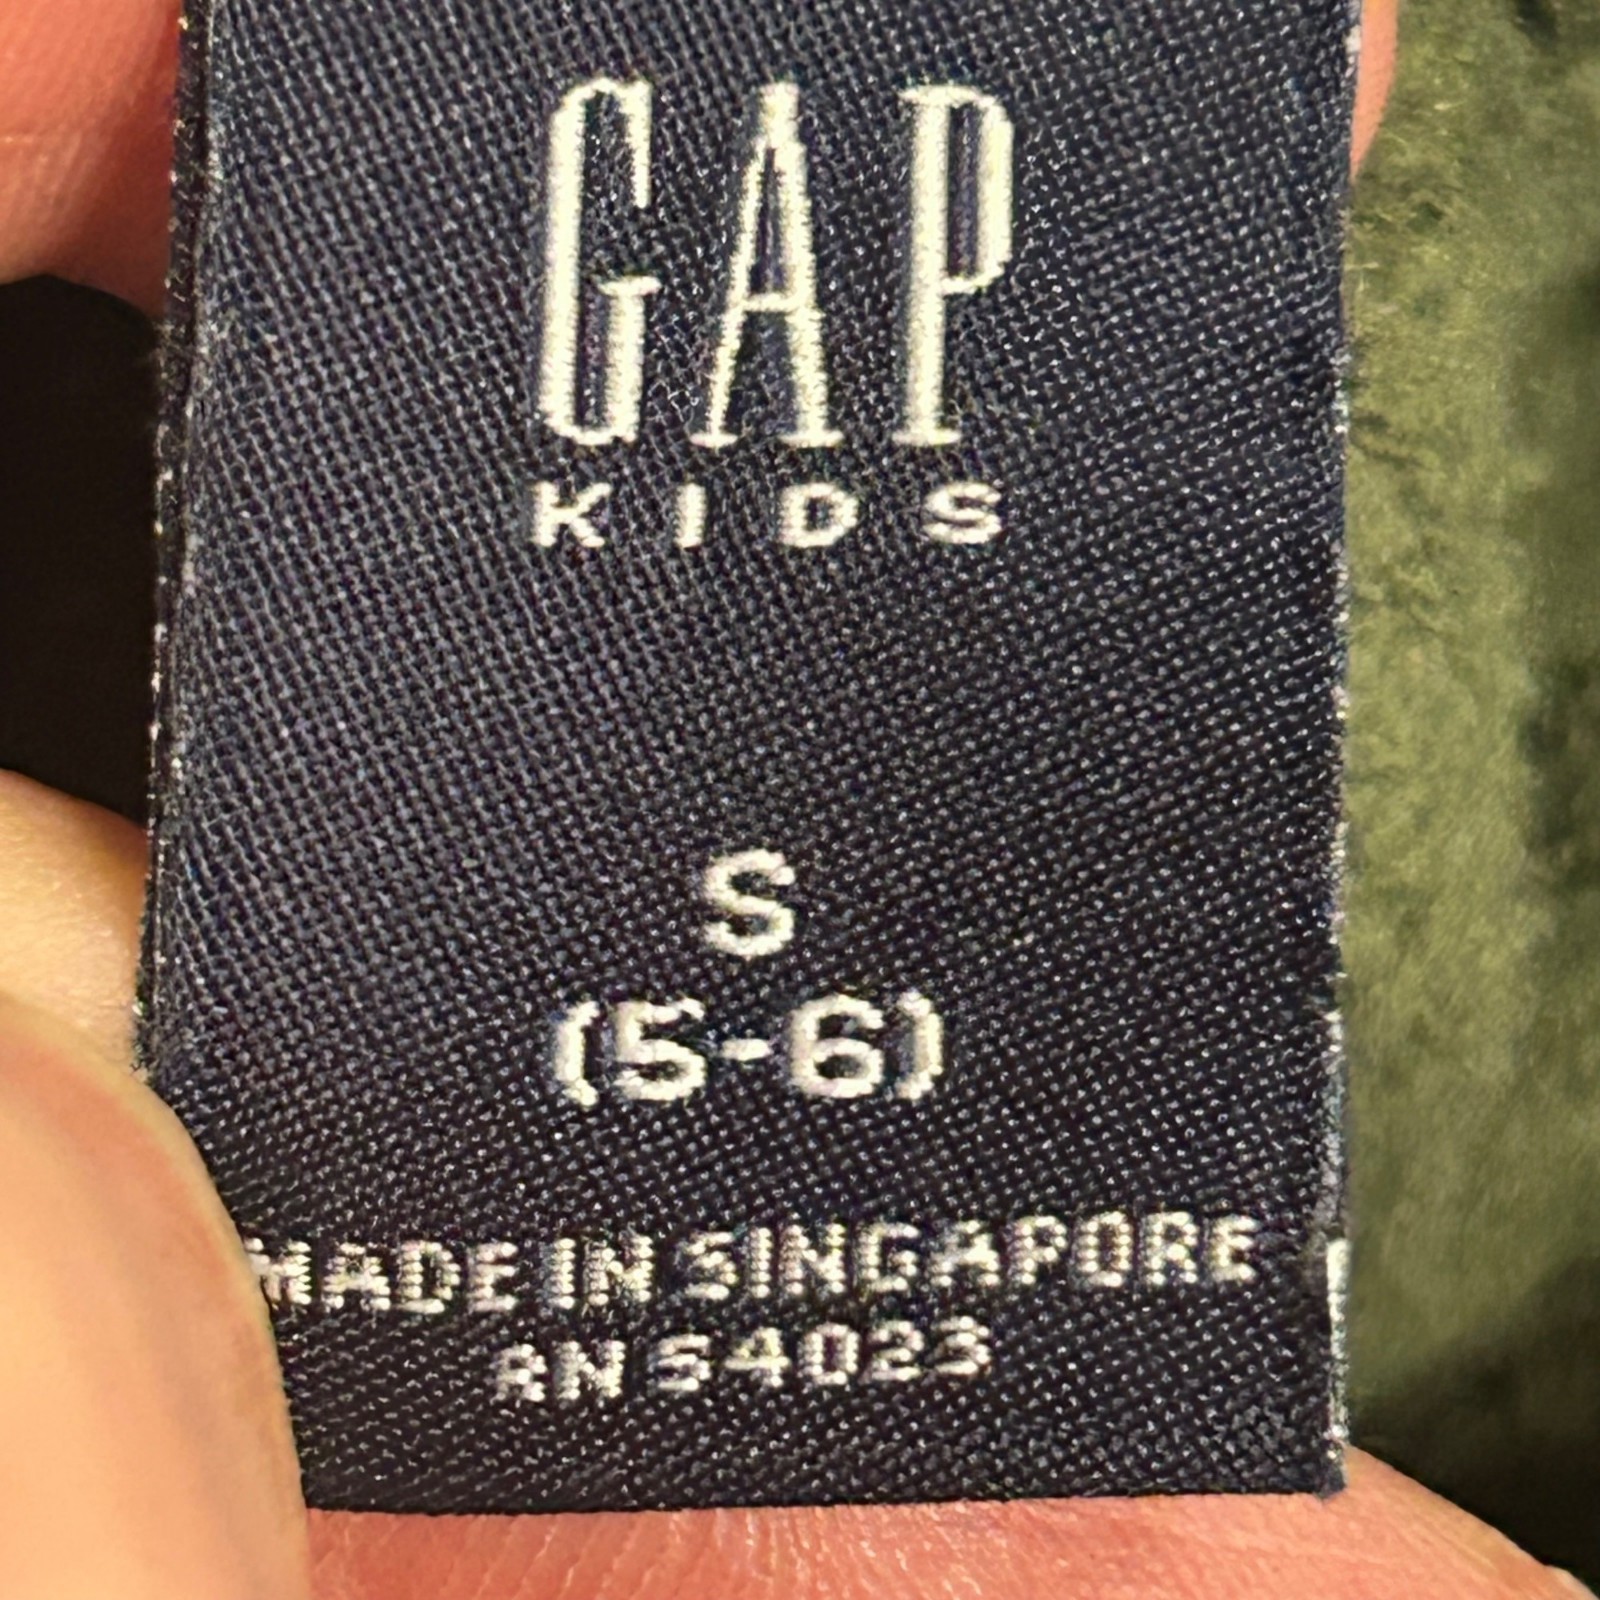 GAP
KIDS
S
(5-6)
MADE IN SINGAPORE
RN 54023